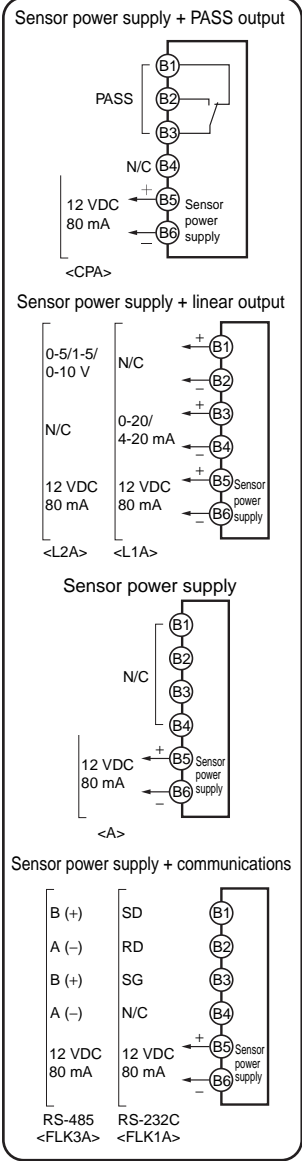 Sensor power supply + PASS output
B1
PASS B2
B3
N/C B4
+
12 VDC B5 Sensor
80 mA power
− B6 supply
<CPA>
Sensor power supply + linear output
+
0-5/1-5/ N/C B1
0-10 V
− B2
+
N/C 0-20/ B3
4-20 mA
− B4
+
12 VDC 12 VDC B5 Sensor
80 mA 80 mA power
− B6 supply
<L2A> <L1A>
Sensor power supply
B1
B2
N/C
B3
B4
+
12 VDC B5 Sensor
80 mA power
− B6 supply
<A>
Sensor power supply + communications
B (+) SD B1
A (−) RD B2
B (+) SG B3
A (−) N/C B4
+
12 VDC 12 VDC B5 Sensor
80 mA 80 mA power
− B6 supply
RS-485 RS-232C
<FLK3A> <FLK1A>